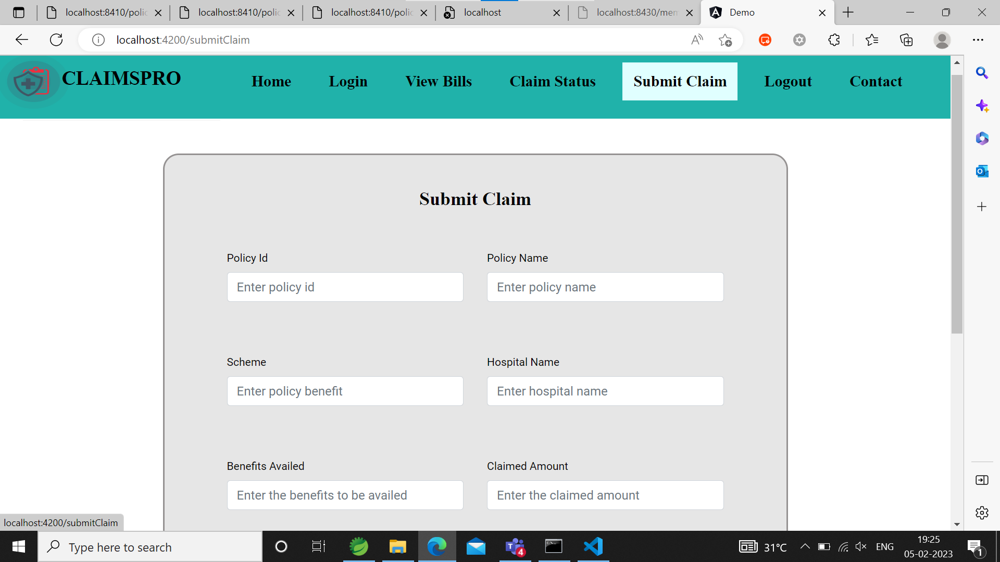 localhost:8410/polic
localhost:8410/polic
localhost:8410/polic
localhost
localhost:8430/mem
Demo
localhost:4200/submitClaim
CLAIMSPRO
Home
Login
View Bills
Claim Status
Submit Claim
Logout
Contact
Submit Claim
Policy Id
Policy Name
Enter policy id
Enter policy name
Scheme
Hospital Name
Enter policy benefit
Enter hospital name
Benefits Availed
Claimed Amount
Enter the benefits to be availed
Enter the claimed amount
localhost:4200/submitClaim
Type here to search
4
31°C
ENG
19:25
05-02-2023
1